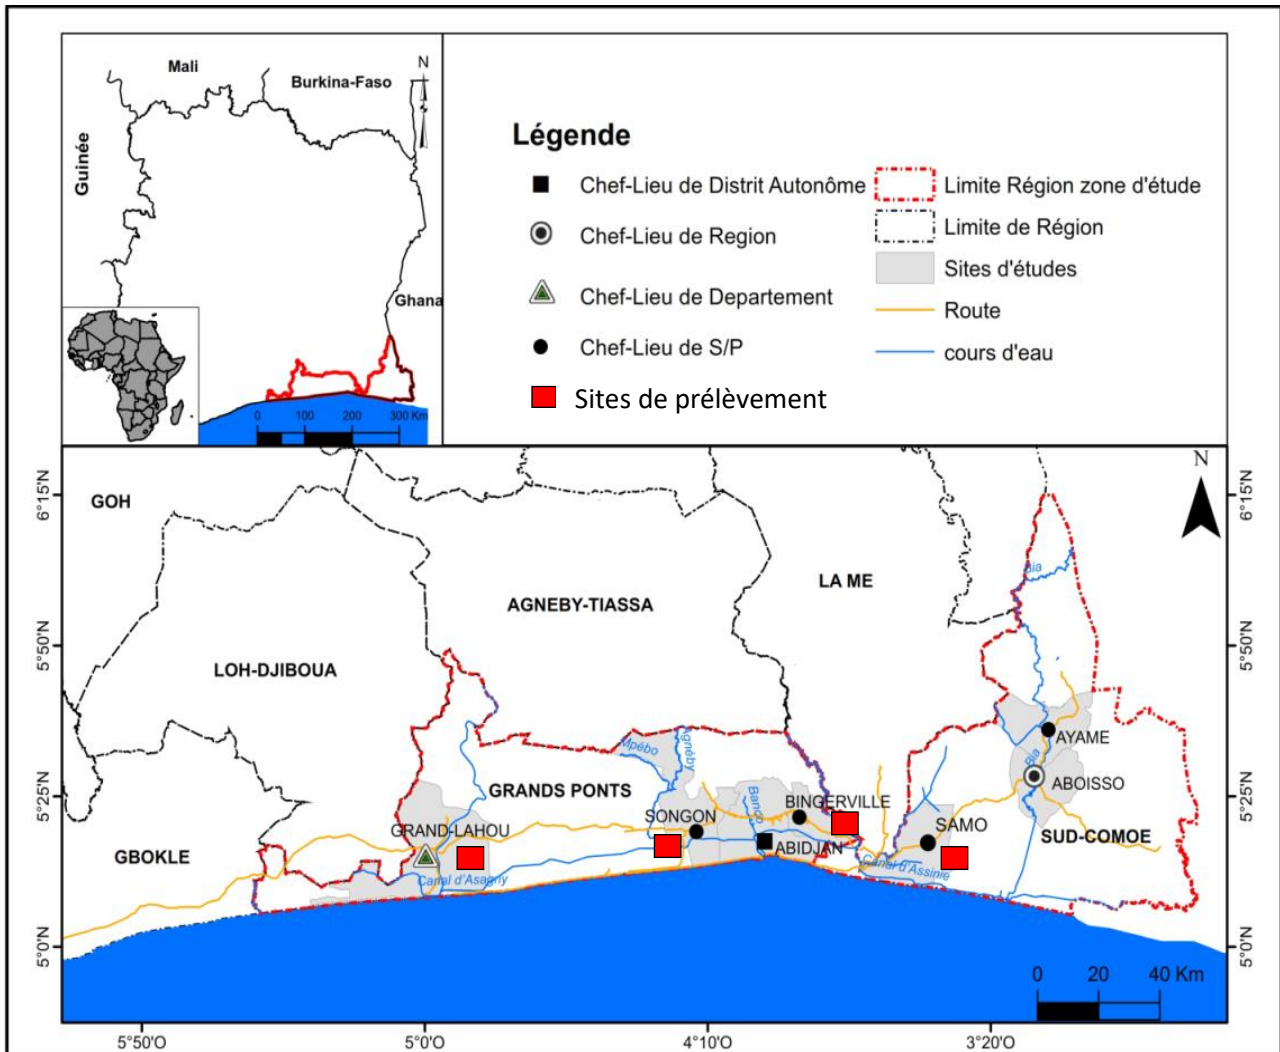 Mali
Burkina-Faso
N
Guinée
Ghana
0 100 200 300 Km
Légende
Chef-Lieu de Distrit Autonôme
Chef-Lieu de Region
Chef-Lieu de Departement
Chef-Lieu de S/P
Sites de prélèvement
Limite Région zone d'étude
Limite de Région
Sites d'études
Route
cours d'eau
N
6°15'N
6°15'N
GOH
LA ME
Bia
AGNEBY-TIASSA
5°50'N
5°50'N
LOH-DJIBOUA
Mpébo
Agnéby
AYAME
Bia
ABOISSO
5°25'N
5°25'N
GRANDS PONTS
Banco
BINGERVILLE
SONGON
GRAND-LAHOU
SAMO
SUD-COMOE
ABIDJAN
GBOKLE
Canal d'Asagny
Canal d'Assinie
5°0'N
5°0'N
0 20 40 Km
5°50'O
5°0'O
4°10'O
3°20'O